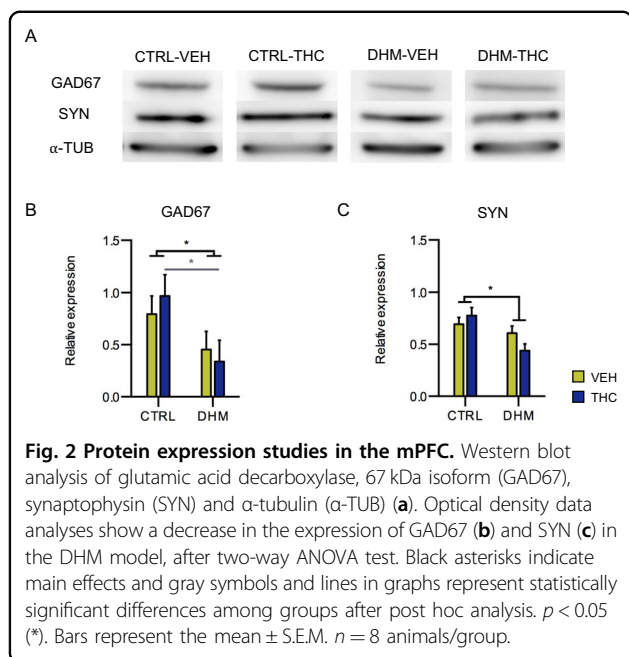 A
CTRL-VEH CTRL-THC DHM-VEH DHM-THC
GAD67
SYN
α-TUB
B
GAD67
Relative expression
1.5
1.0
0.5
0.0
*
*
CTRL DHM
C
SYN
Relative expression
1.5
1.0
0.5
0.0
*
CTRL DHM
VEH
THC
Fig. 2 Protein expression studies in the mPFC. Western blot
analysis of glutamic acid decarboxylase, 67 kDa isoform (GAD67),
synaptophysin (SYN) and α-tubulin (α-TUB) (a). Optical density data
analyses show a decrease in the expression of GAD67 (b) and SYN (c) in
the DHM model, after two-way ANOVA test. Black asterisks indicate
main effects and gray symbols and lines in graphs represent statistically
significant differences among groups after post hoc analysis. p < 0.05
(*). Bars represent the mean ± S.E.M. n = 8 animals/group.